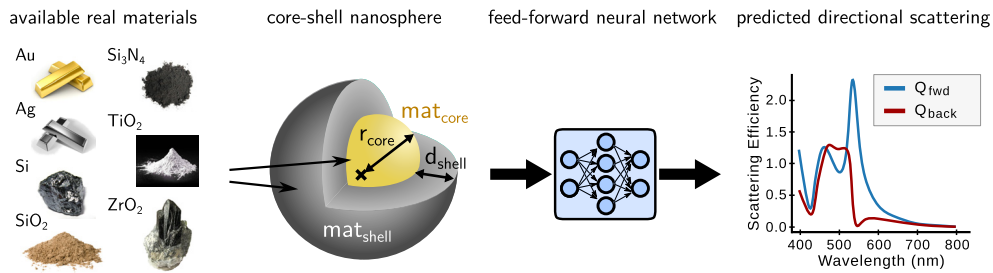 available real materials
core-shell nanosphere
feed-forward neural network
predicted directional scattering
Au
Si₃N₄
Ag
TiO₂
Si
SiO₂
ZrO₂
mat_core
r_core
d_shell
mat_shell
Scattering Efficiency
2.0
1.5
1.0
0.5
0.0
Q_fwd
Q_back
400 500 600 700 800
Wavelength (nm)